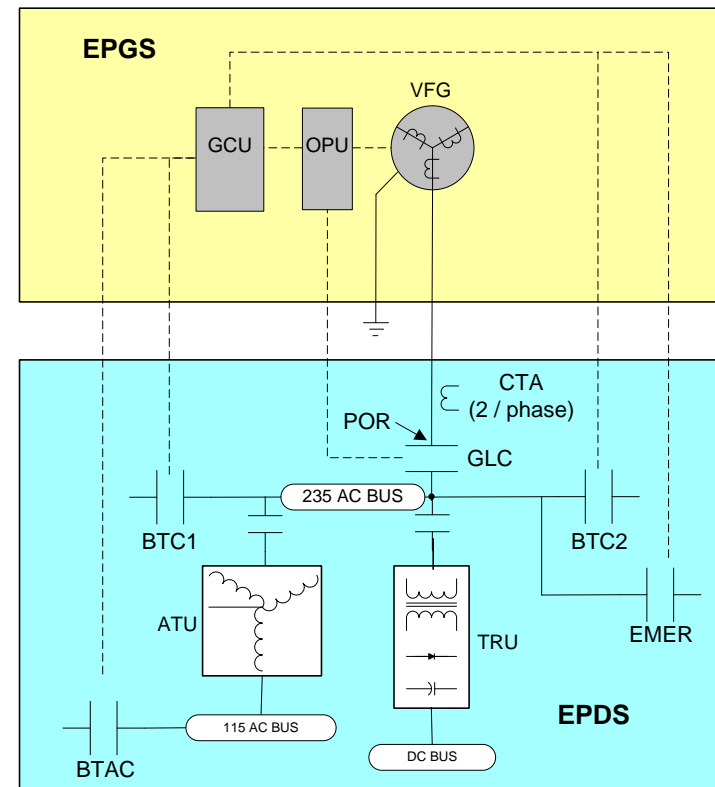 EPGS
VFG
GCU
OPU
CTA
(2 / phase)
POR
GLC
235 AC BUS
BTC1
BTC2
ATU
TRU
EMER
115 AC BUS
EPDS
BTAC
DC BUS